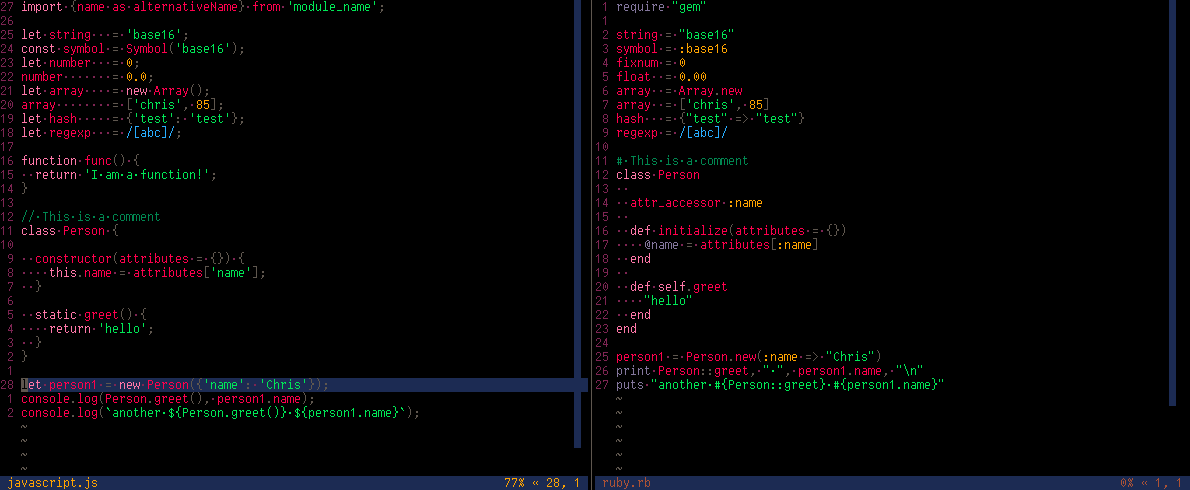 27 import {name as alternativeName} from 'module_name';
26
25 let string   = 'base16';
24 const symbol = Symbol('base16');
23 let number   = 0;
22 number       = 0.0;
21 let array    = new Array();
20 array        = ['chris', 85];
19 let hash     = {'test': 'test'};
18 let regexp   = /[abc]/;
17
16 function func() {
15   return 'I am a function!';
14 }
13
12 // This is a comment
11 class Person {
10
9   constructor(attributes = {}) {
8     this.name = attributes['name'];
7   }
6
5   static greet() {
4     return 'hello';
3   }
2 }
1
28 let person1 = new Person({'name': 'Chris'});
1 console.log(Person.greet(), person1.name);
2 console.log(`another ${Person.greet()} ${person1.name}`);
~
~
~
~
javascript.js 77% « 28, 1
1 require "gem"
1
2 string = "base16"
3 symbol = :base16
4 fixnum = 0
5 float  = 0.00
6 array  = Array.new
7 array  = ['chris', 85]
8 hash   = {"test" => "test"}
9 regexp = /[abc]/
10
11 # This is a comment
12 class Person
13
14   attr_accessor :name
15
16   def initialize(attributes = {})
17     @name = attributes[:name]
18   end
19
20   def self.greet
21     "hello"
22   end
23 end
24
25 person1 = Person.new(:name => "Chris")
26 print Person::greet, " ", person1.name, "\n"
27 puts "another #{Person::greet} #{person1.name}"
~
~
~
~
~
~
ruby.rb 0% « 1, 1